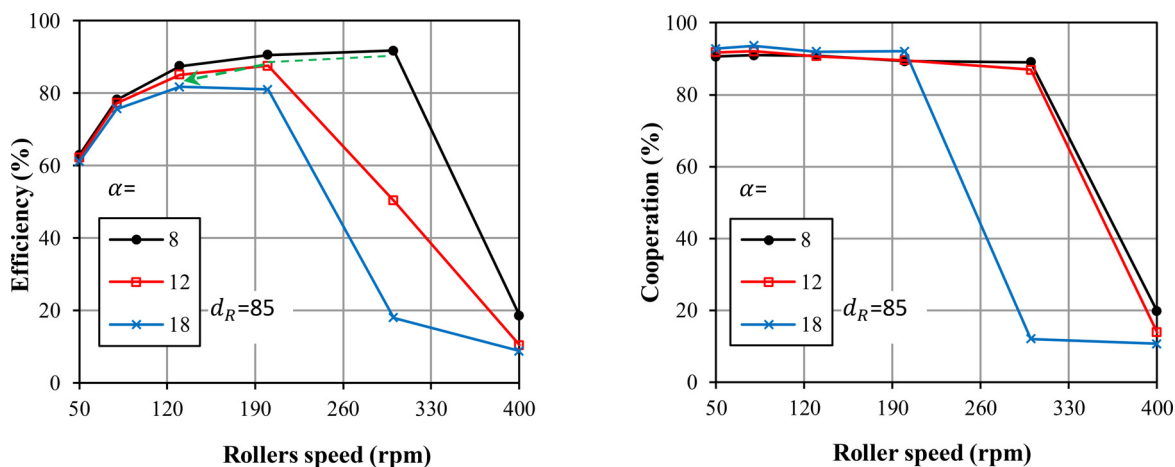 100
80
60
40
20
0
Efficiency (%)
α=
8
12
18
d_R=85
50 120 190 260 330 400
Rollers speed (rpm)
100
80
60
40
20
0
Cooperation (%)
α=
8
12
18
d_R=85
50 120 190 260 330 400
Roller speed (rpm)